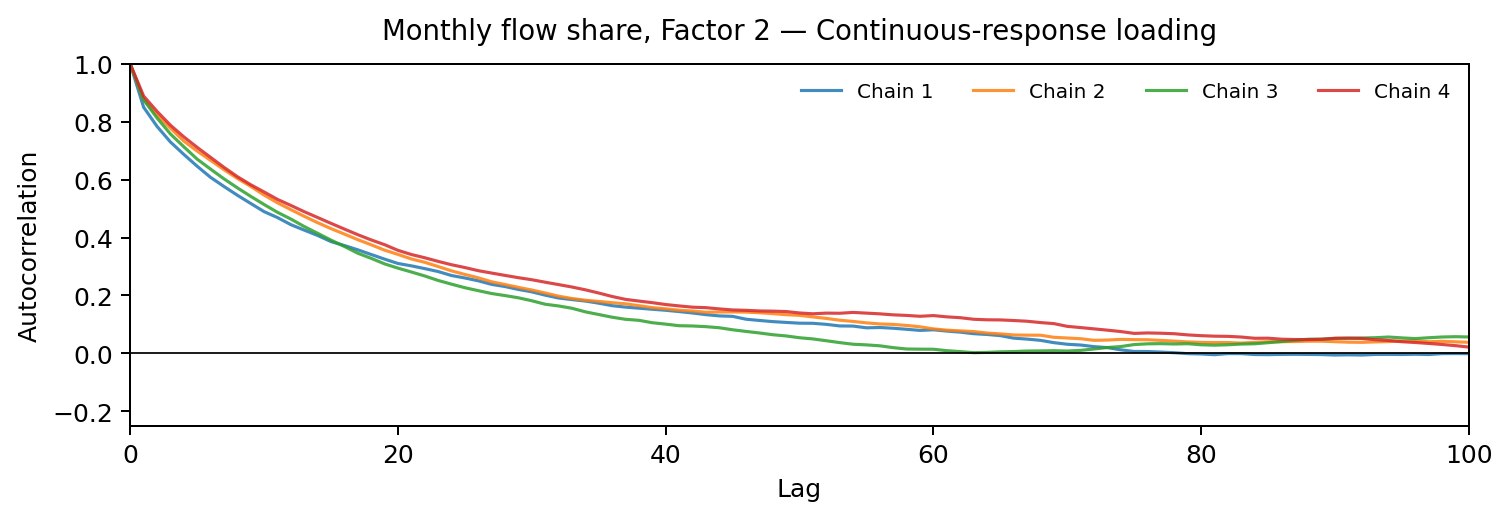 Monthly flow share, Factor 2 — Continuous-response loading
Chain 1 Chain 2 Chain 3 Chain 4
Autocorrelation
1.0
0.8
0.6
0.4
0.2
0.0
−0.2
0 20 40 60 80 100
Lag